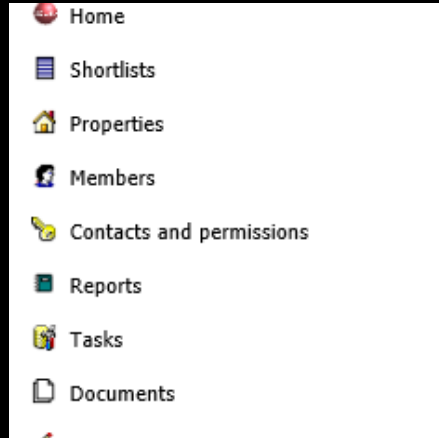 Home
Shortlists
Properties
Members
Contacts and permissions
Reports
Tasks
Documents